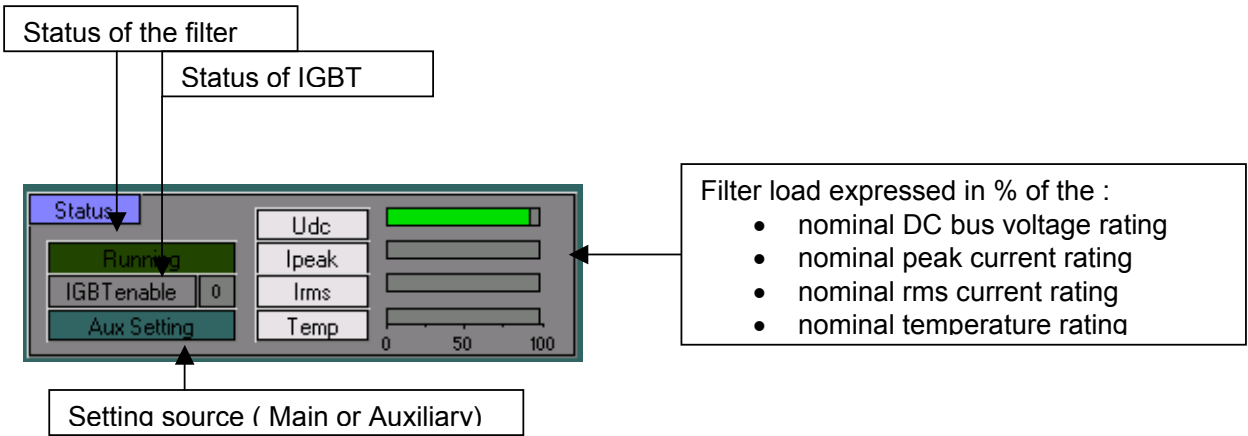 Status of the filter
Status of IGBT
Status
Running
IGBTenable 0
Aux Setting
Udc
Ipeak
Irms
Temp
0 50 100
Filter load expressed in % of the :
• nominal DC bus voltage rating
• nominal peak current rating
• nominal rms current rating
• nominal temperature rating
Setting source ( Main or Auxiliary)